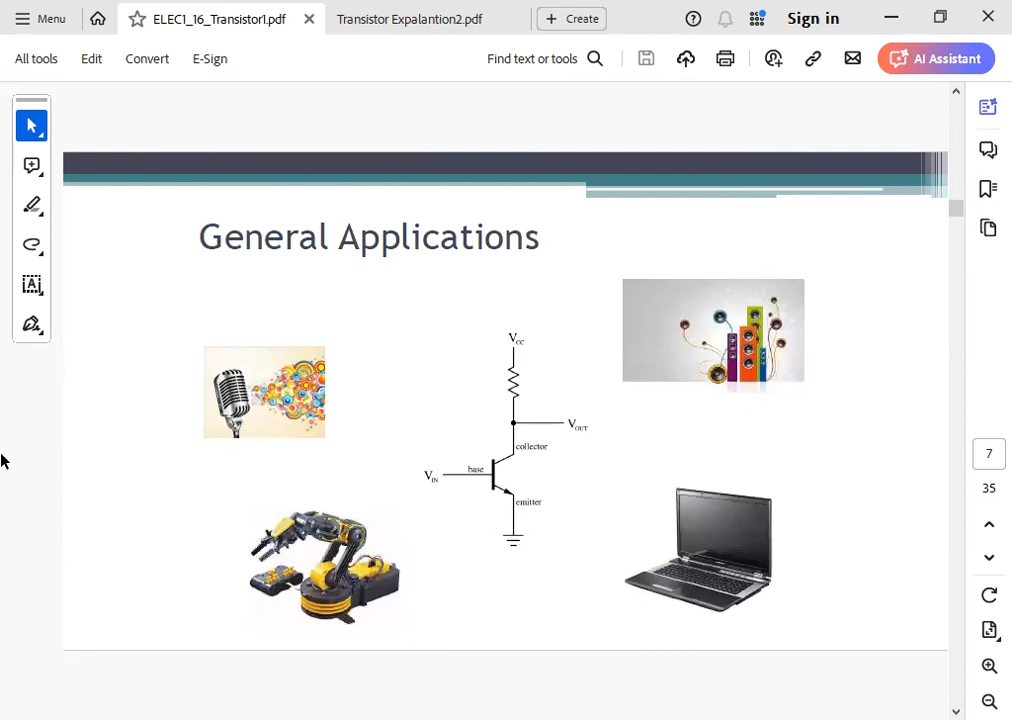 Menu
ELEC1_16_Transistor1.pdf
Transistor Expalantion2.pdf
Create
Sign in
All tools
Edit
Convert
E-Sign
Find text or tools
AI Assistant
General Applications
VCC
VOUT
collector
base
VIN
emitter
7
35